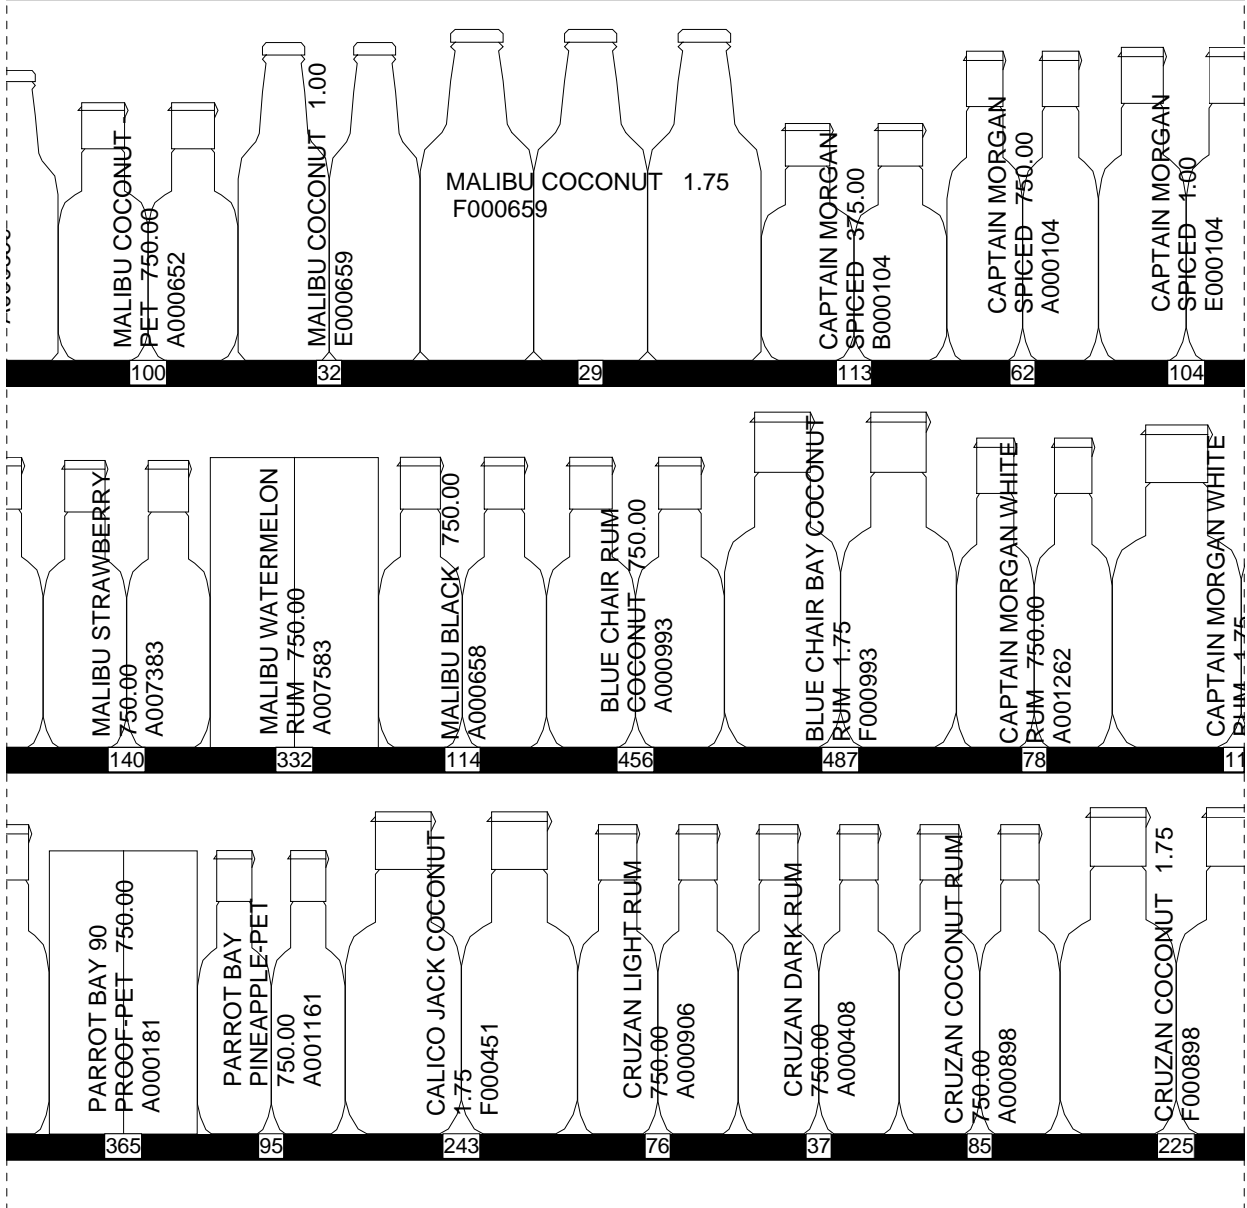 MALIBU COCONUT
PET 750.00
A000652
MALIBU COCONUT 1.00
E000659
MALIBU COCONUT 1.75
F000659
CAPTAIN MORGAN
SPICED 375.00
B000104
CAPTAIN MORGAN
SPICED 750.00
A000104
CAPTAIN MORGAN
SPICED 1.00
E000104
100
32
29
113
62
104
MALIBU STRAWBERRY
750.00
A007383
MALIBU WATERMELON
RUM 750.00
A007583
MALIBU BLACK 750.00
A000658
BLUE CHAIR RUM
COCONUT 750.00
A000993
BLUE CHAIR BAY COCONUT
RUM 1.75
F000993
CAPTAIN MORGAN WHITE
RUM 750.00
A001262
CAPTAIN MORGAN WHITE
RUM 1.75
140
332
114
456
487
78
11
PARROT BAY 90
PROOF-PET 750.00
A000181
PARROT BAY
PINEAPPLE-PET
750.00
A001161
CALICO JACK COCONUT
1.75
F000451
CRUZAN LIGHT RUM
750.00
A000906
CRUZAN DARK RUM
750.00
A000408
CRUZAN COCONUT RUM
750.00
A000898
CRUZAN COCONUT 1.75
F000898
365
95
243
76
37
85
225